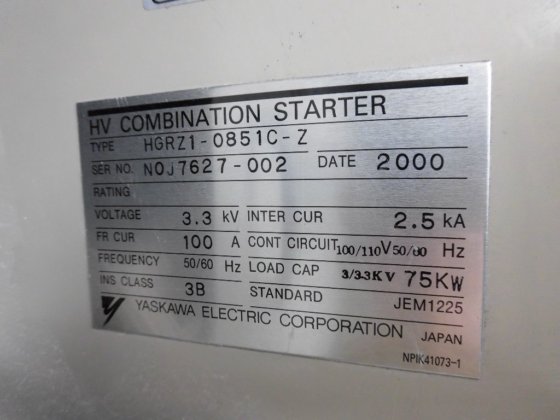 HV COMBINATION STARTER
TYPE HGRZ1-0851C-Z
SER NO. NOJ7627-002 DATE 2000
RATING
VOLTAGE 3.3 kV INTER CUR 2.5 kA
FR CUR 100 A CONT CIRCUIT 100/110V 50/60 Hz
FREQUENCY 50/60 Hz LOAD CAP 3/3.3KV 75KW
INS CLASS 3B STANDARD JEM1225
YASKAWA ELECTRIC CORPORATION JAPAN
NPIK41073-1